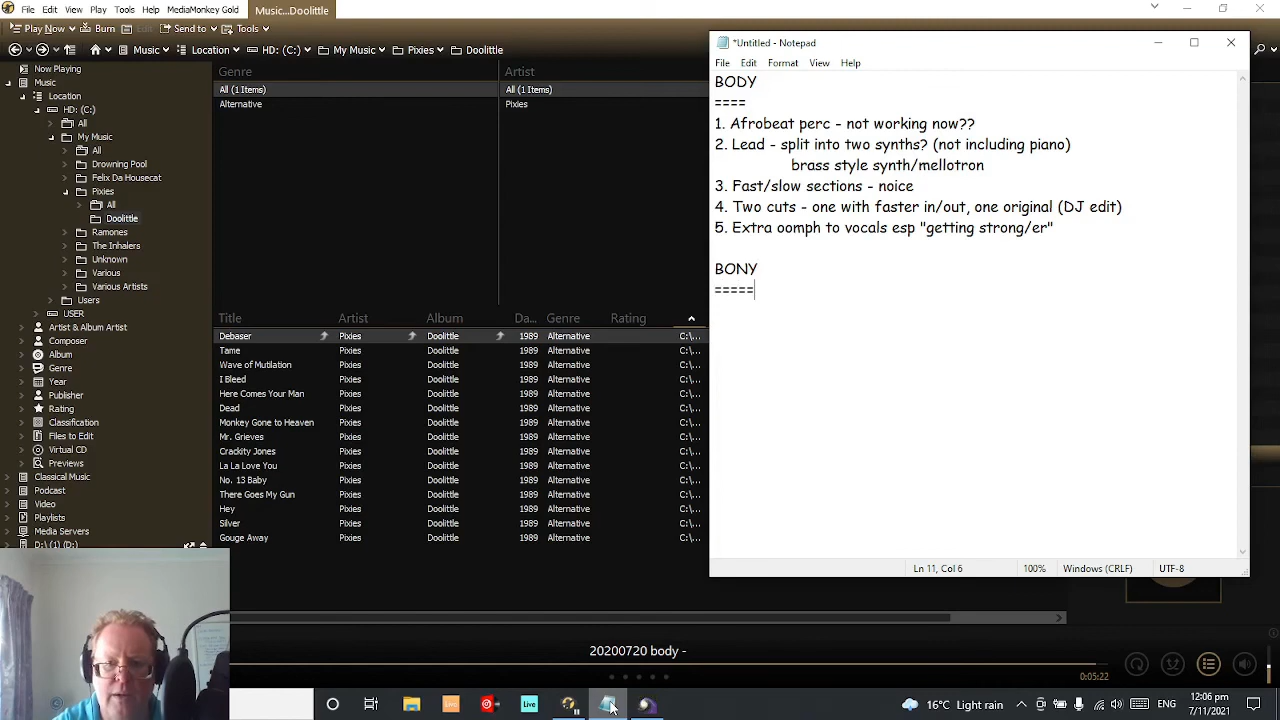 File Edit View Play Tools Help MediaMonkey Gold Music...Doolittle
Play Now Burn Edit Send to Tools
Music Location HD: (C:) My Music Pixies Doolittle
Now Playing
Music
Location
HD: (C:)
All
My Music
All
Drowning Pool
Felix Da Housecat
Pixies
All
Doolittle
Ramones
The Inhalers
Unknown
Various
Various Artists
Users
USER
Artist & Album Artist
Composer
Album
Genre
Year
Publisher
Rating
Classification
Files to Edit
Virtual CD
Previews
Classical Music
Podcast
Video
Playlists
Media Servers
D:\ (1) (D:)
Genre Artist
All (1 Items) All (1 Items)
Alternative Pixies
Title Artist Album Da... Genre Rating
Debaser Pixies Doolittle 1989 Alternative C:\...
Tame Pixies Doolittle 1989 Alternative C:\...
Wave of Mutilation Pixies Doolittle 1989 Alternative C:\...
I Bleed Pixies Doolittle 1989 Alternative C:\...
Here Comes Your Man Pixies Doolittle 1989 Alternative C:\...
Dead Pixies Doolittle 1989 Alternative C:\...
Monkey Gone to Heaven Pixies Doolittle 1989 Alternative C:\...
Mr. Grieves Pixies Doolittle 1989 Alternative C:\...
Crackity Jones Pixies Doolittle 1989 Alternative C:\...
La La Love You Pixies Doolittle 1989 Alternative C:\...
No. 13 Baby Pixies Doolittle 1989 Alternative C:\...
There Goes My Gun Pixies Doolittle 1989 Alternative C:\...
Hey Pixies Doolittle 1989 Alternative C:\...
Silver Pixies Doolittle 1989 Alternative C:\...
Gouge Away Pixies Doolittle 1989 Alternative C:\...
*Untitled - Notepad
File Edit Format View Help
BODY
====
1. Afrobeat perc - not working now??
2. Lead - split into two synths? (not including piano)
brass style synth/mellotron
3. Fast/slow sections - noice
4. Two cuts - one with faster in/out, one original (DJ edit)
5. Extra oomph to vocals esp "getting strong/er"
BONY
=====
Ln 11, Col 6 100% Windows (CRLF) UTF-8
20200720 body -
0:05:22
Live Live 16°C Light rain ENG 12:06 pm
7/11/2021